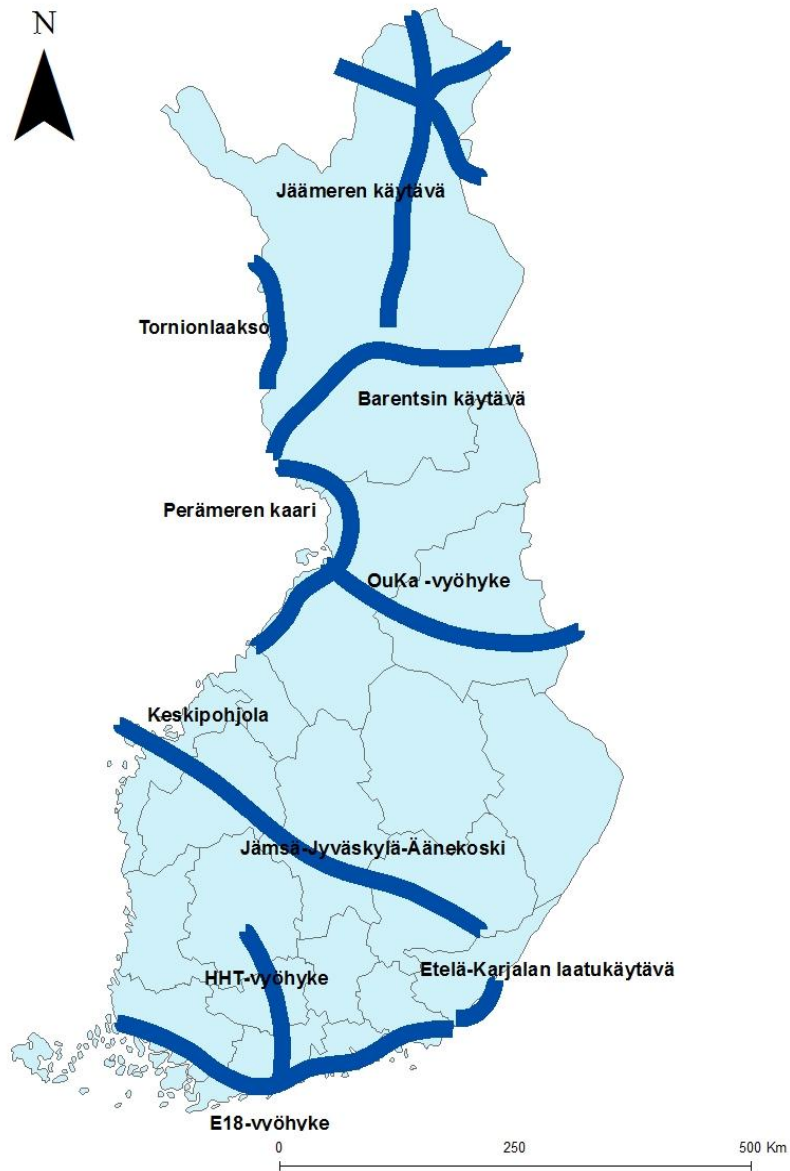 N
Jäämeren käytävä
Tornionlaakso
Barentsin käytävä
Perämeren kaari
OuKa -vyöhyke
Keskipohjola
Jämsä-Jyväskylä-Äänekoski
Etelä-Karjalan laatukäytävä
HHT-vyöhyke
E18-vyöhyke
0 250 500 Km